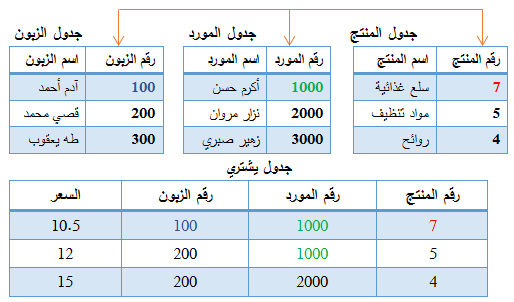 جدول المنتج جدول المورد جدول الزبون
رقم المنتج اسم المنتج رقم المورد اسم المورد رقم الزبون اسم الزبون
7 سلع غذائية 1000 أكرم حسن 100 آدم أحمد
5 مواد تنظيف 2000 نزار مروان 200 قصي محمد
4 روائح 3000 زهير صبري 300 طه يعقوب
جدول يشتري
رقم المنتج رقم المورد رقم الزبون السعر
7 1000 100 10.5
5 1000 200 12
4 2000 200 15